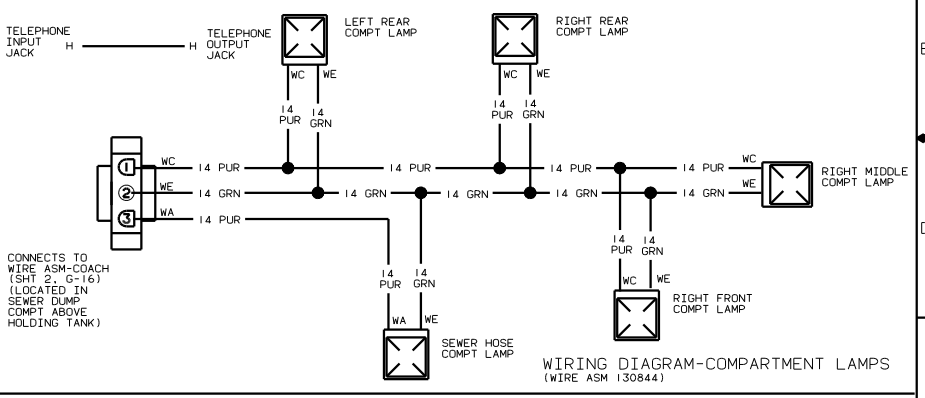 TELEPHONE
INPUT
JACK
H
H
TELEPHONE
OUTPUT
JACK
LEFT REAR
COMPT LAMP
RIGHT REAR
COMPT LAMP
WC
WE
WC
WE
14
PUR
14
GRN
14
PUR
14
GRN
1
WC
14 PUR
14 PUR
14 PUR
14 PUR
WC
2
WE
14 GRN
14 GRN
14 GRN
14 GRN
14 GRN
WE
RIGHT MIDDLE
COMPT LAMP
3
WA
14 PUR
14
PUR
14
GRN
CONNECTS TO
WIRE ASM-COACH
(SHT 2, G-16)
(LOCATED IN
SEWER DUMP
COMPT ABOVE
HOLDING TANK)
14
PUR
14
GRN
WC
WE
RIGHT FRONT
COMPT LAMP
WA
WE
SEWER HOSE
COMPT LAMP
WIRING DIAGRAM-COMPARTMENT LAMPS
(WIRE ASM 130844)